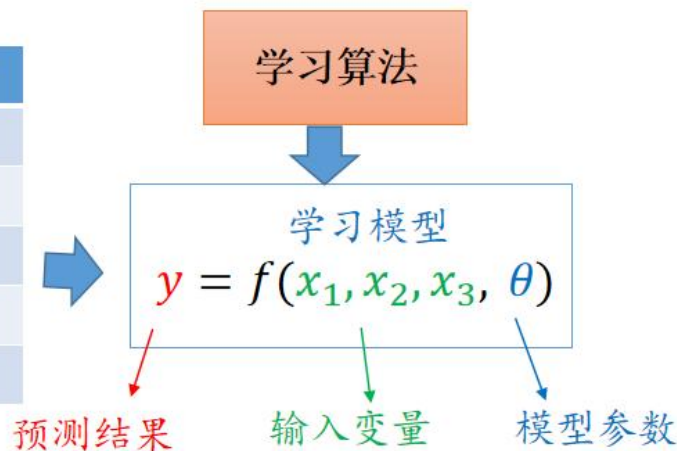 学习算法
学习模型
y = f(x₁, x₂, x₃, θ)
预测结果
输入变量
模型参数